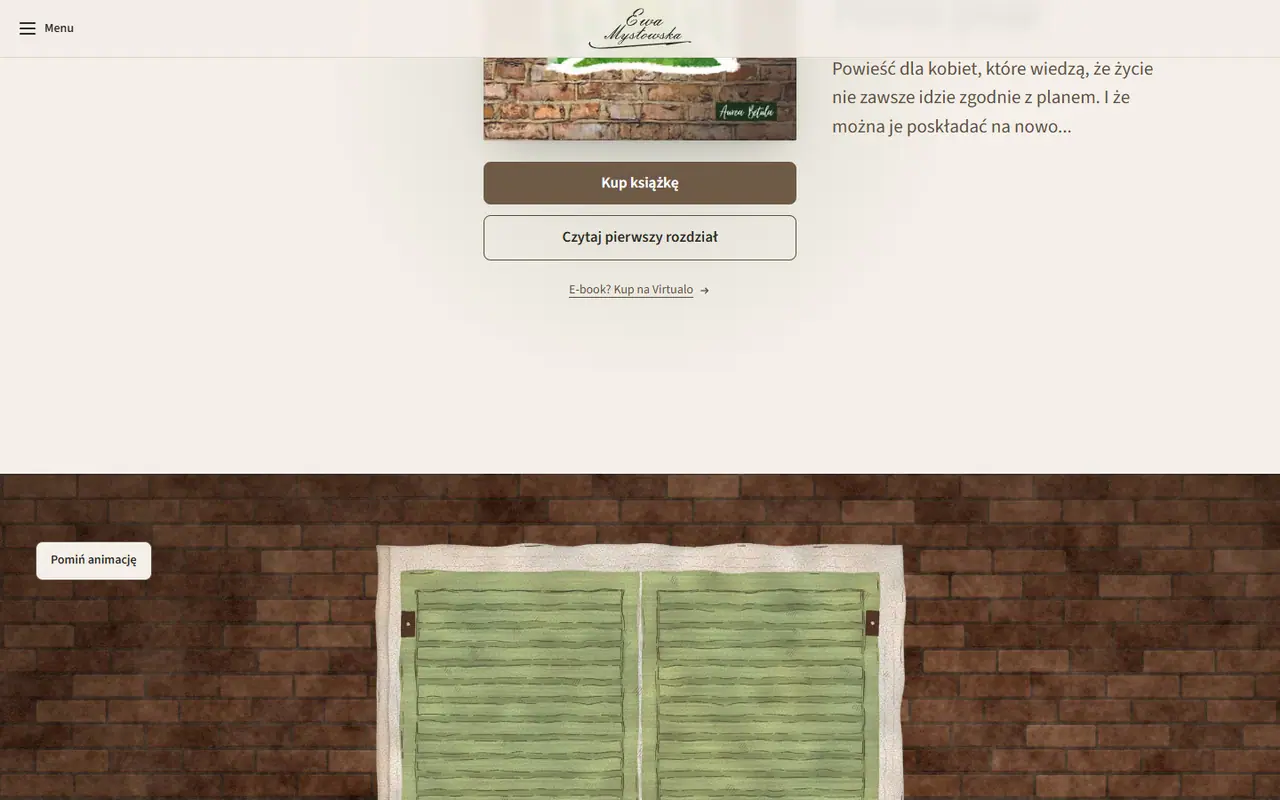 Menu
Ewa
Mysłowska
Powieść dla kobiet, które wiedzą, że życie
nie zawsze idzie zgodnie z planem. I że
można je poskładać na nowo...
Kup książkę
Czytaj pierwszy rozdział
E-book? Kup na Virtualo →
Pomiń animację